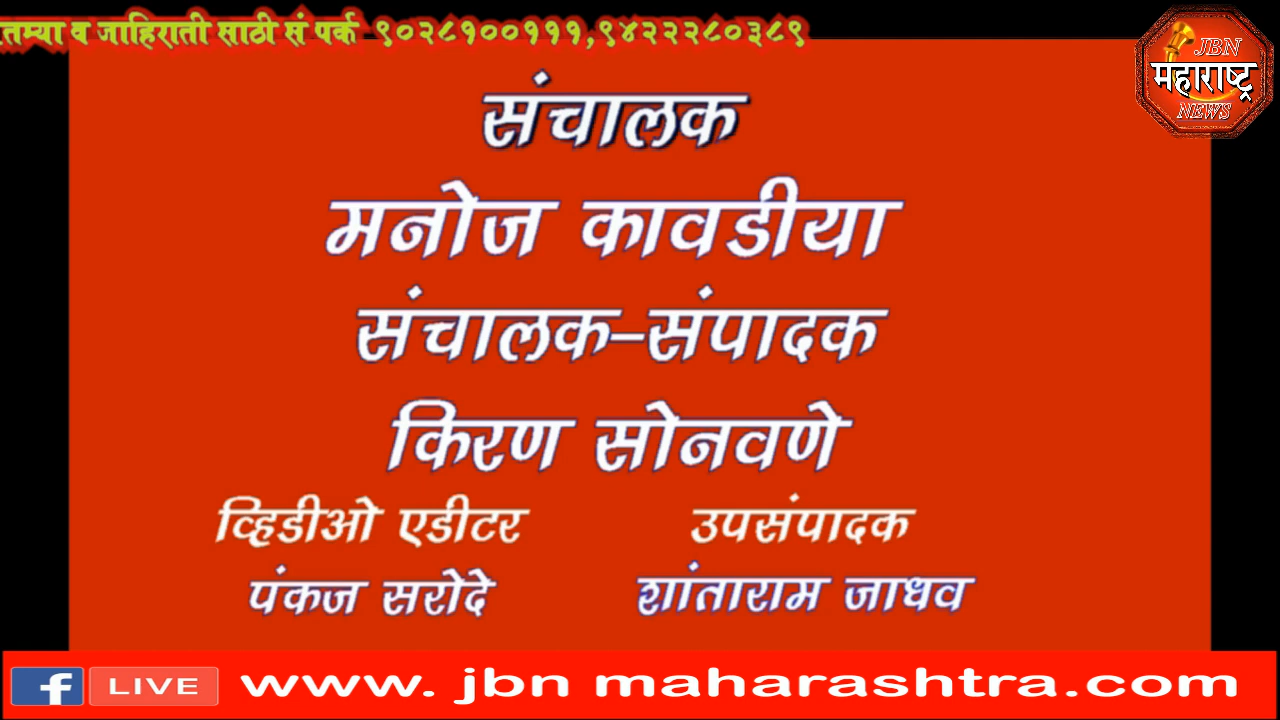 तम्या व जाहिराती साठी सं पर्क ९०२८१००१११,९४२२२८०३८९
JBN
महाराष्ट्र
NEWS
संचालक
मनोज कावडीया
संचालक–संपादक
किरण सोनवणे
व्हिडीओ एडीटर उपसंपादक
पंकज सरोदे शांताराम जाधव
f LIVE www. jbn maharashtra.com